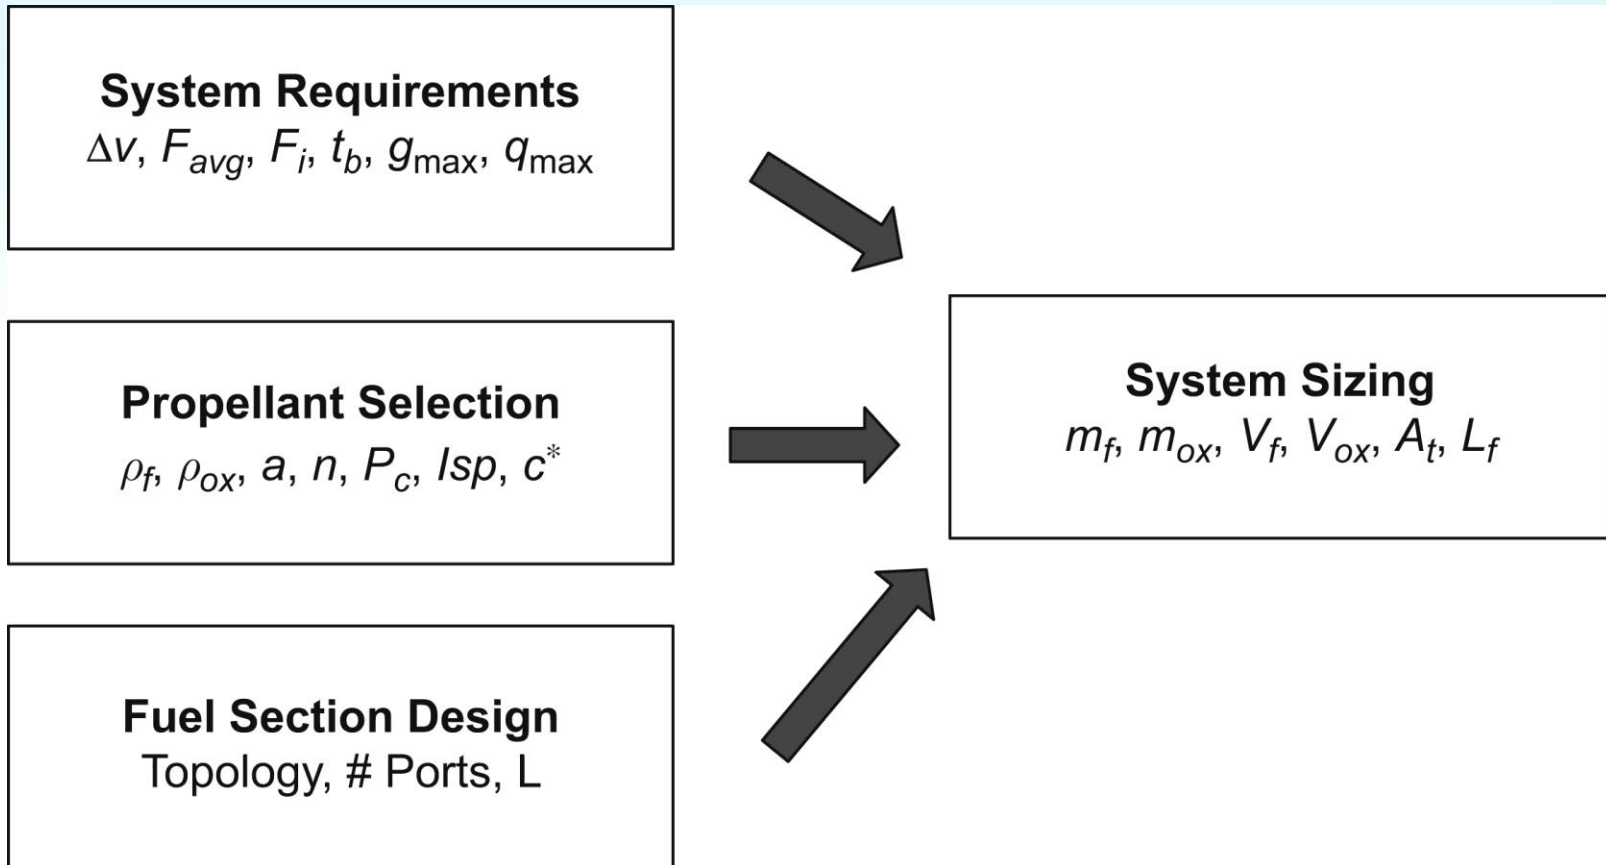 System Requirements
Δv, F_avg, F_i, t_b, g_max, q_max
Propellant Selection
ρ_f, ρ_ox, a, n, P_c, Isp, c*
Fuel Section Design
Topology, # Ports, L
System Sizing
m_f, m_ox, V_f, V_ox, A_t, L_f